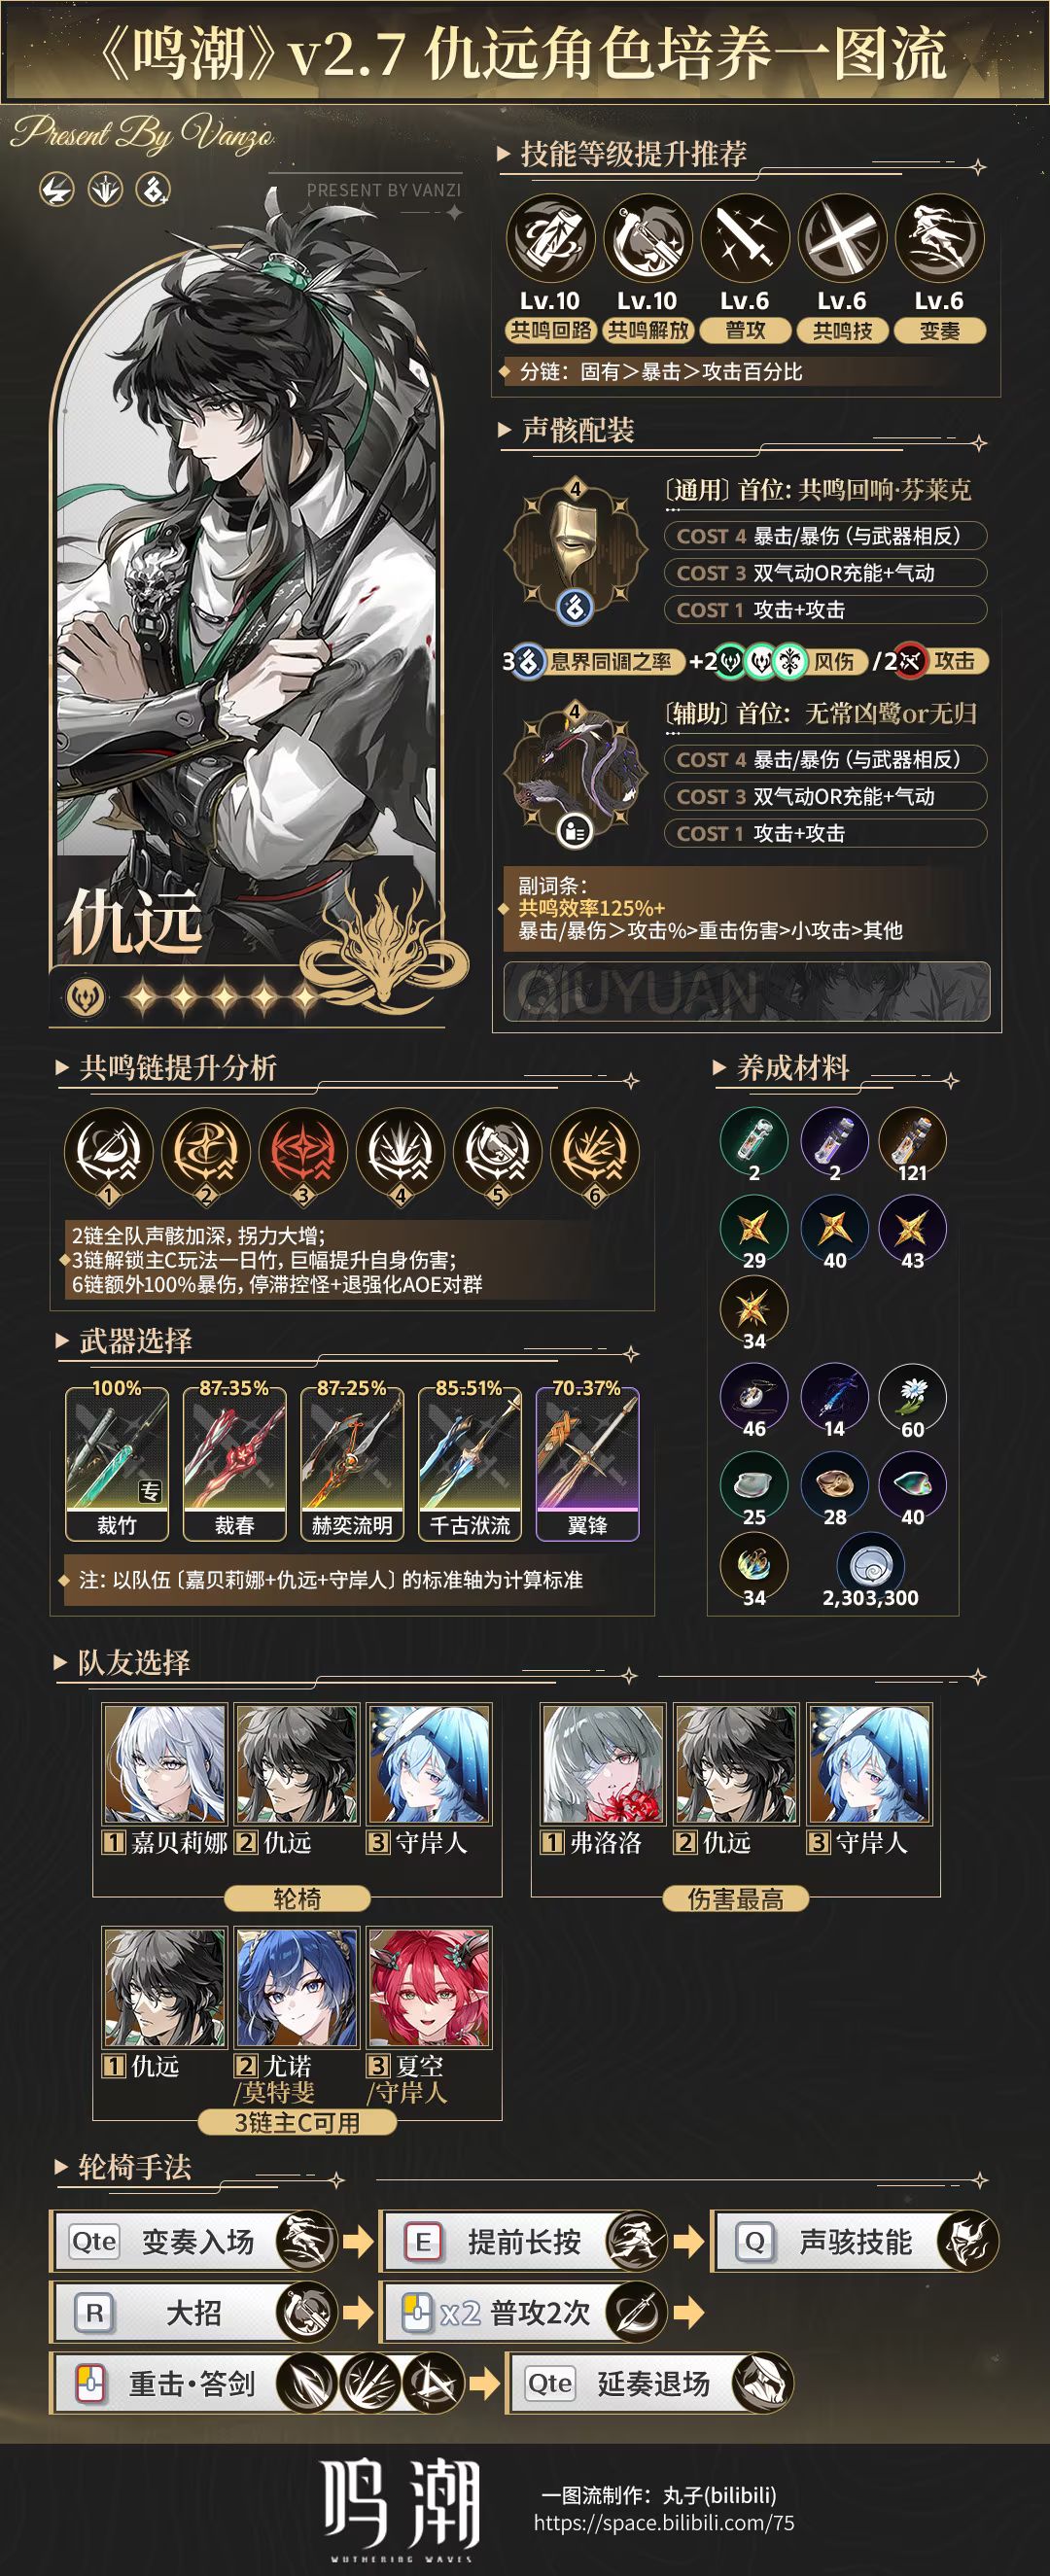 《鸣潮》v2.7 仇远角色培养一图流
Present By Vanzo
PRESENT BY VANZI
仇远
技能等级提升推荐
Lv.10 Lv.10 Lv.6 Lv.6 Lv.6
共鸣回路 共鸣解放 普攻 共鸣技 变奏
分链：固有＞暴击＞攻击百分比
声骸配装
4
〔通用〕首位：共鸣回响·芬莱克
COST 4 暴击/暴伤（与武器相反）
COST 3 双气动OR充能+气动
COST 1 攻击+攻击
3 息界同调之率 +2 风伤 /2 攻击
4
〔辅助〕首位：无常凶鹭or无归
COST 4 暴击/暴伤（与武器相反）
COST 3 双气动OR充能+气动
COST 1 攻击+攻击
副词条：
共鸣效率125%+
暴击/暴伤＞攻击%>重击伤害>小攻击>其他
QIUYUAN
共鸣链提升分析
1 2 3 4 5 6
2链全队声骸加深，拐力大增；
3链解锁主C玩法一日竹，巨幅提升自身伤害；
6链额外100%暴伤，停滞控怪+退强化AOE对群
养成材料
2 2 121
29 40 43
34
46 14 60
25 28 40
34 2,303,300
武器选择
100% 87.35% 87.25% 85.51% 70.37%
专
裁竹 裁春 赫奕流明 千古洑流 翼锋
注：以队伍〔嘉贝莉娜+仇远+守岸人〕的标准轴为计算标准
队友选择
1 嘉贝莉娜 2 仇远 3 守岸人
轮椅
1 弗洛洛 2 仇远 3 守岸人
伤害最高
1 仇远 2 尤诺 3 夏空
/莫特斐 /守岸人
3链主C可用
轮椅手法
Qte 变奏入场 E 提前长按 Q 声骇技能
R 大招 x2 普攻2次
重击·答剑 Qte 延奏退场
鸣潮
WUTHERING WAVES
一图流制作：丸子(bilibili)
https://space.bilibili.com/75